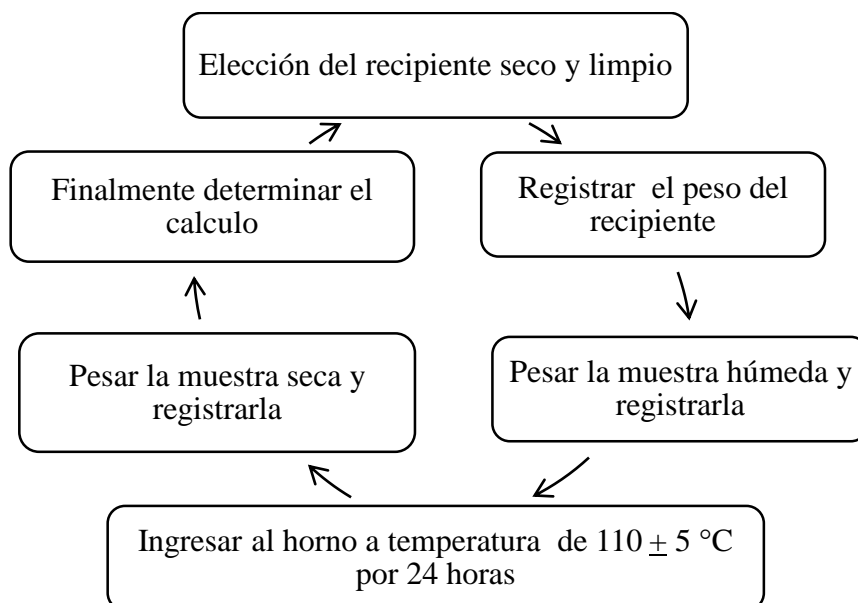 Elección del recipiente seco y limpio
Registrar el peso del
recipiente
Pesar la muestra húmeda y
registrarla
Ingresar al horno a temperatura de 110 ± 5 °C
por 24 horas
Pesar la muestra seca y
registrarla
Finalmente determinar el
calculo